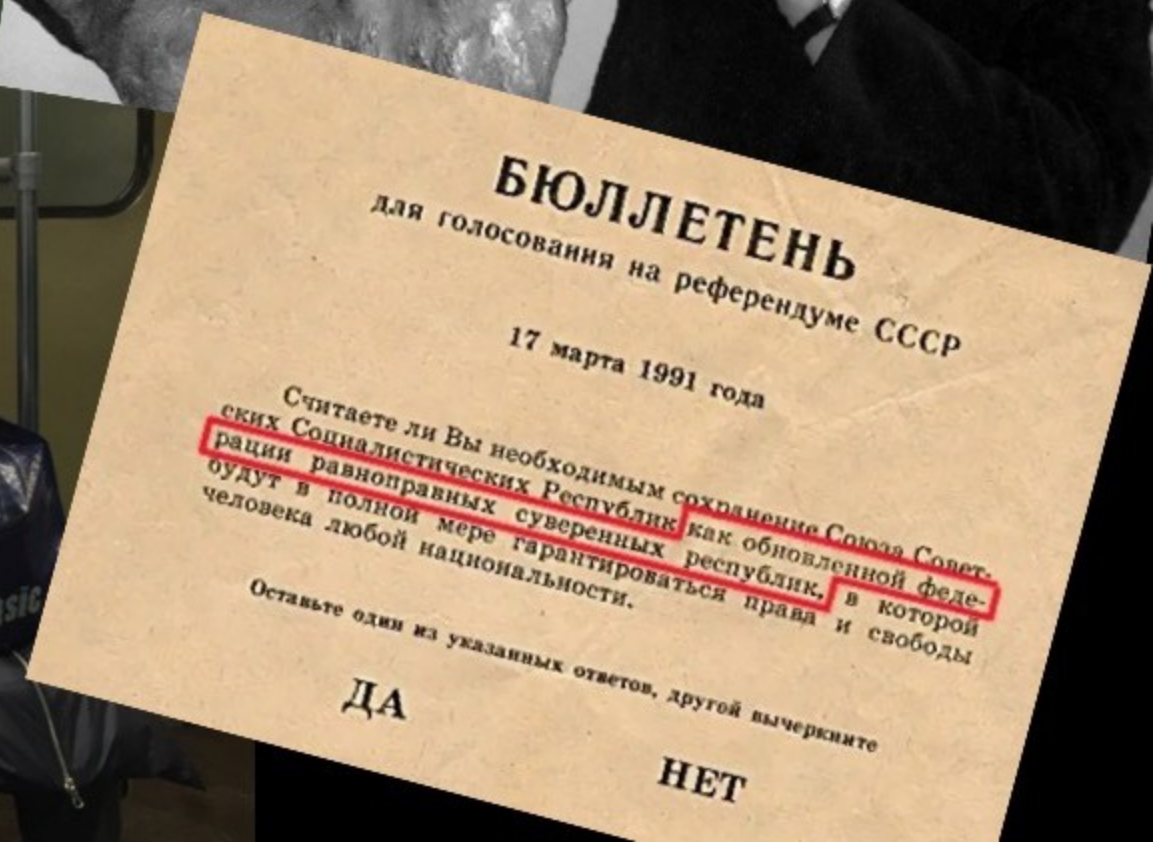 БЮЛЛЕТЕНЬ
для голосования на референдуме СССР
17 марта 1991 года
Считаете ли Вы необходимым сохранение Союза Совет-
ских Социалистических Республик как обновленной феде-
рации равноправных суверенных республик, в которой
будут в полной мере гарантироваться права и свободы
человека любой национальности.
Оставьте один из указанных ответов, другой вычеркните
ДА
НЕТ
sic